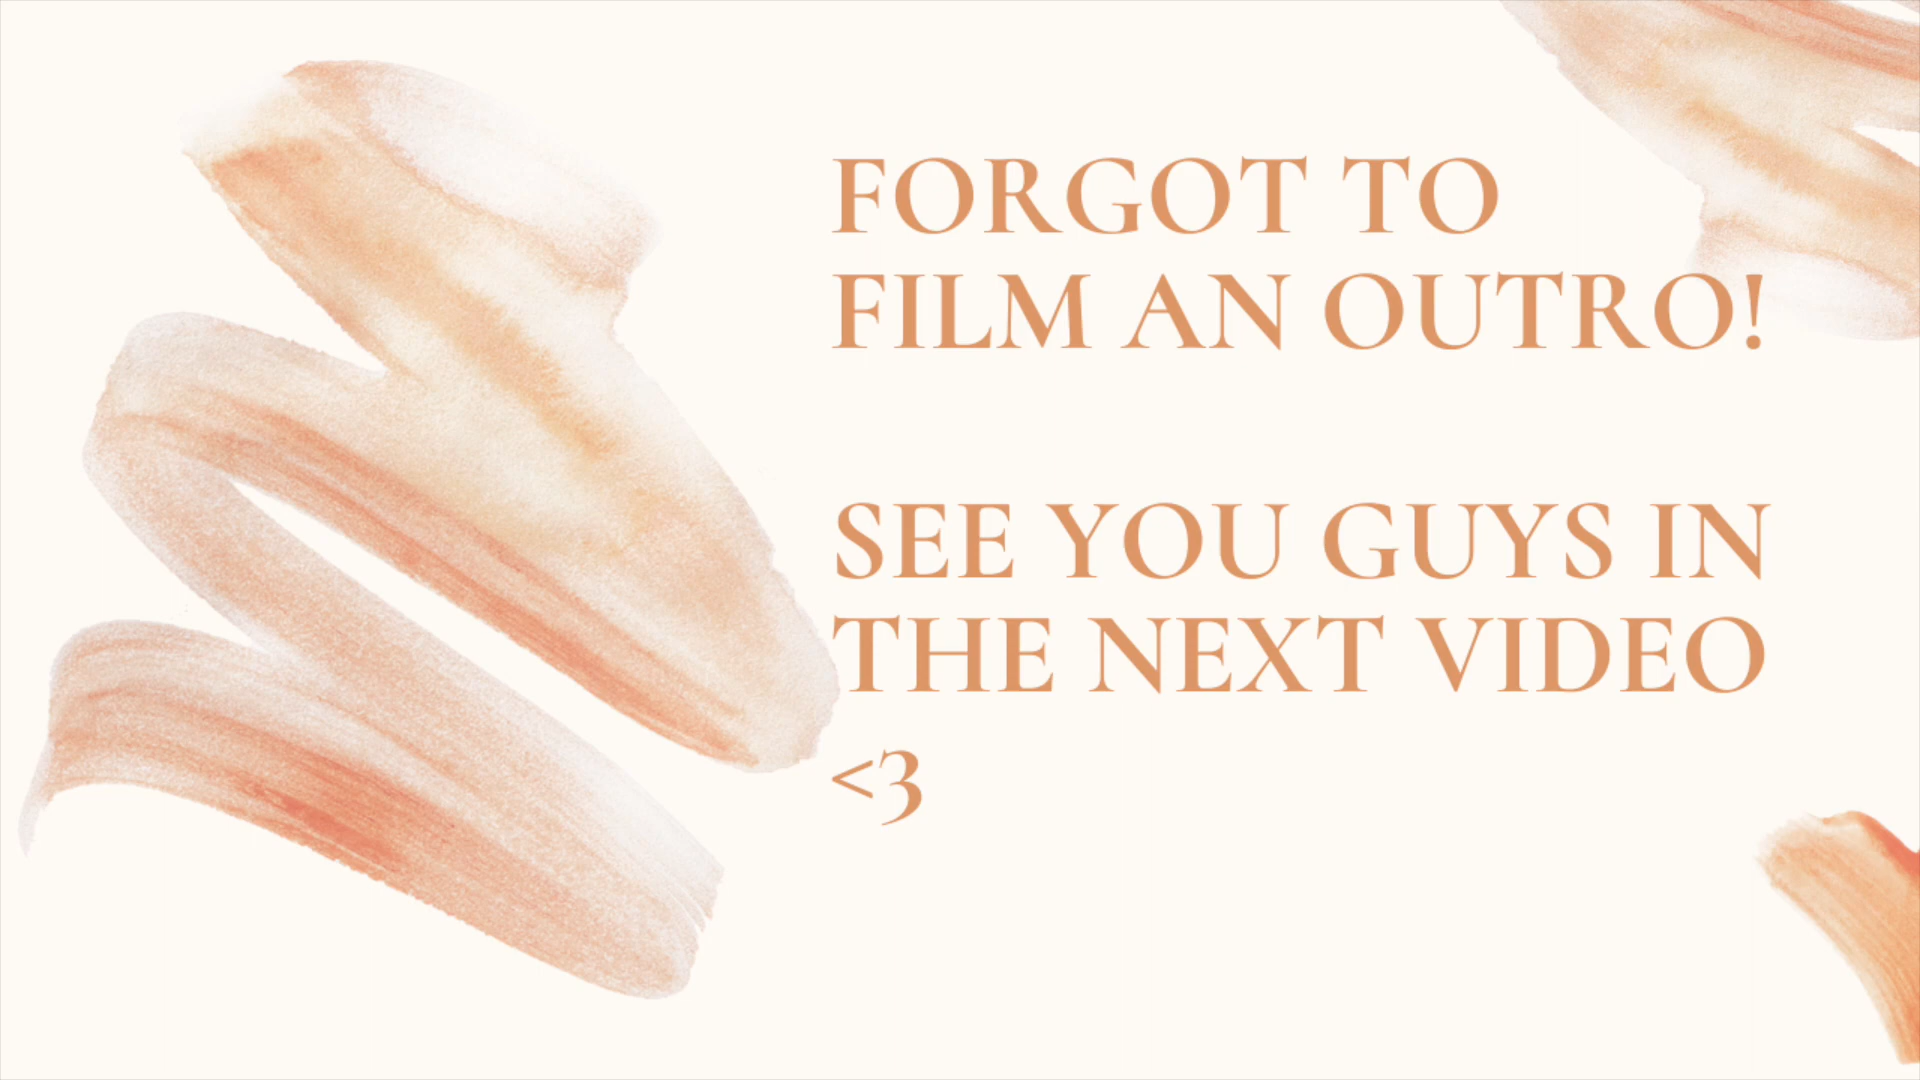 FORGOT TO
FILM AN OUTRO!
SEE YOU GUYS IN
THE NEXT VIDEO
<3